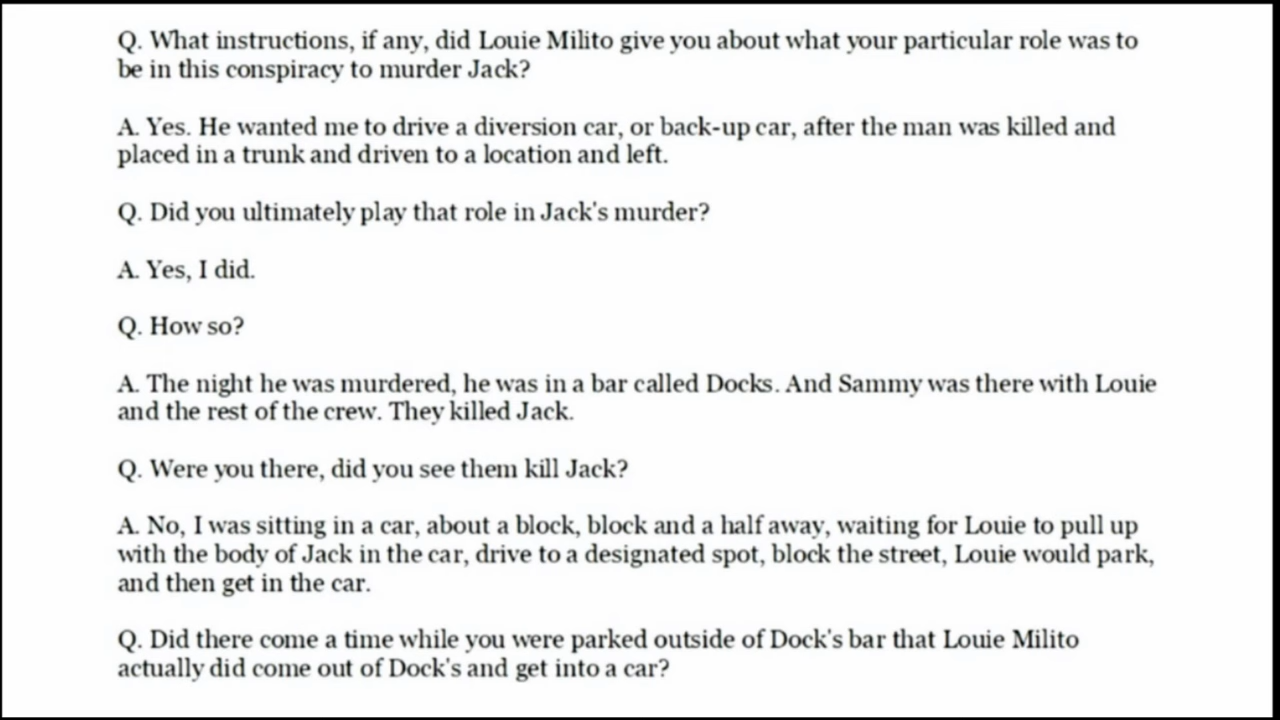 Q. What instructions, if any, did Louie Milito give you about what your particular role was to
be in this conspiracy to murder Jack?
A. Yes. He wanted me to drive a diversion car, or back-up car, after the man was killed and
placed in a trunk and driven to a location and left.
Q. Did you ultimately play that role in Jack's murder?
A. Yes, I did.
Q. How so?
A. The night he was murdered, he was in a bar called Docks. And Sammy was there with Louie
and the rest of the crew. They killed Jack.
Q. Were you there, did you see them kill Jack?
A. No, I was sitting in a car, about a block, block and a half away, waiting for Louie to pull up
with the body of Jack in the car, drive to a designated spot, block the street, Louie would park,
and then get in the car.
Q. Did there come a time while you were parked outside of Dock's bar that Louie Milito
actually did come out of Dock's and get into a car?